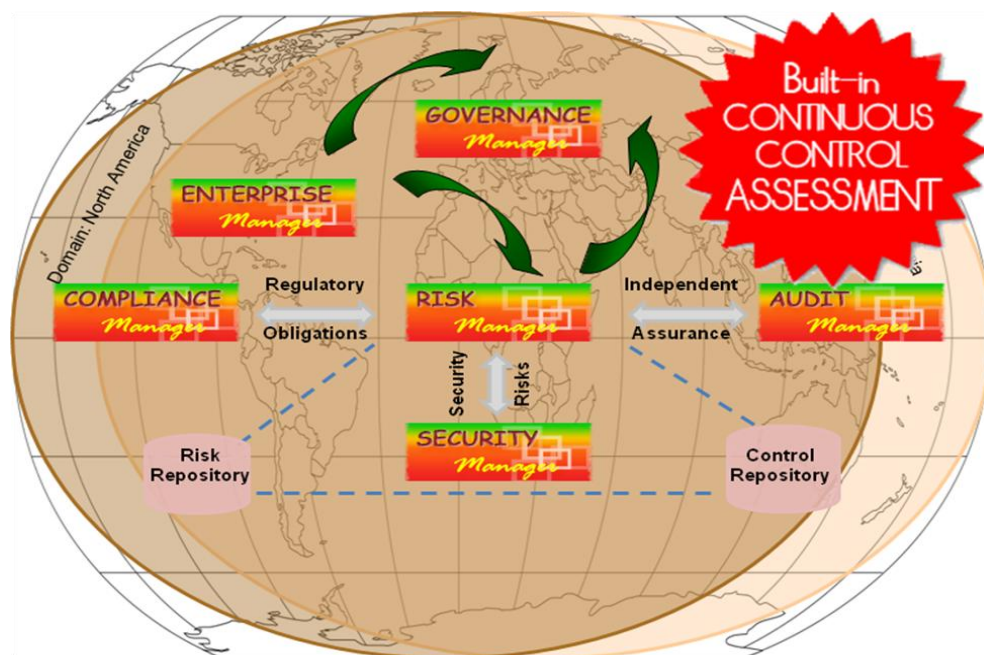 Built-in
CONTINUOUS
CONTROL
ASSESSMENT
GOVERNANCE
Manager
ENTERPRISE
Manager
Domain: North America
COMPLIANCE
Manager
Regulatory
Obligations
RISK
Manager
Independent
Assurance
AUDIT
Manager
Security
Risks
SECURITY
Manager
Risk
Repository
Control
Repository